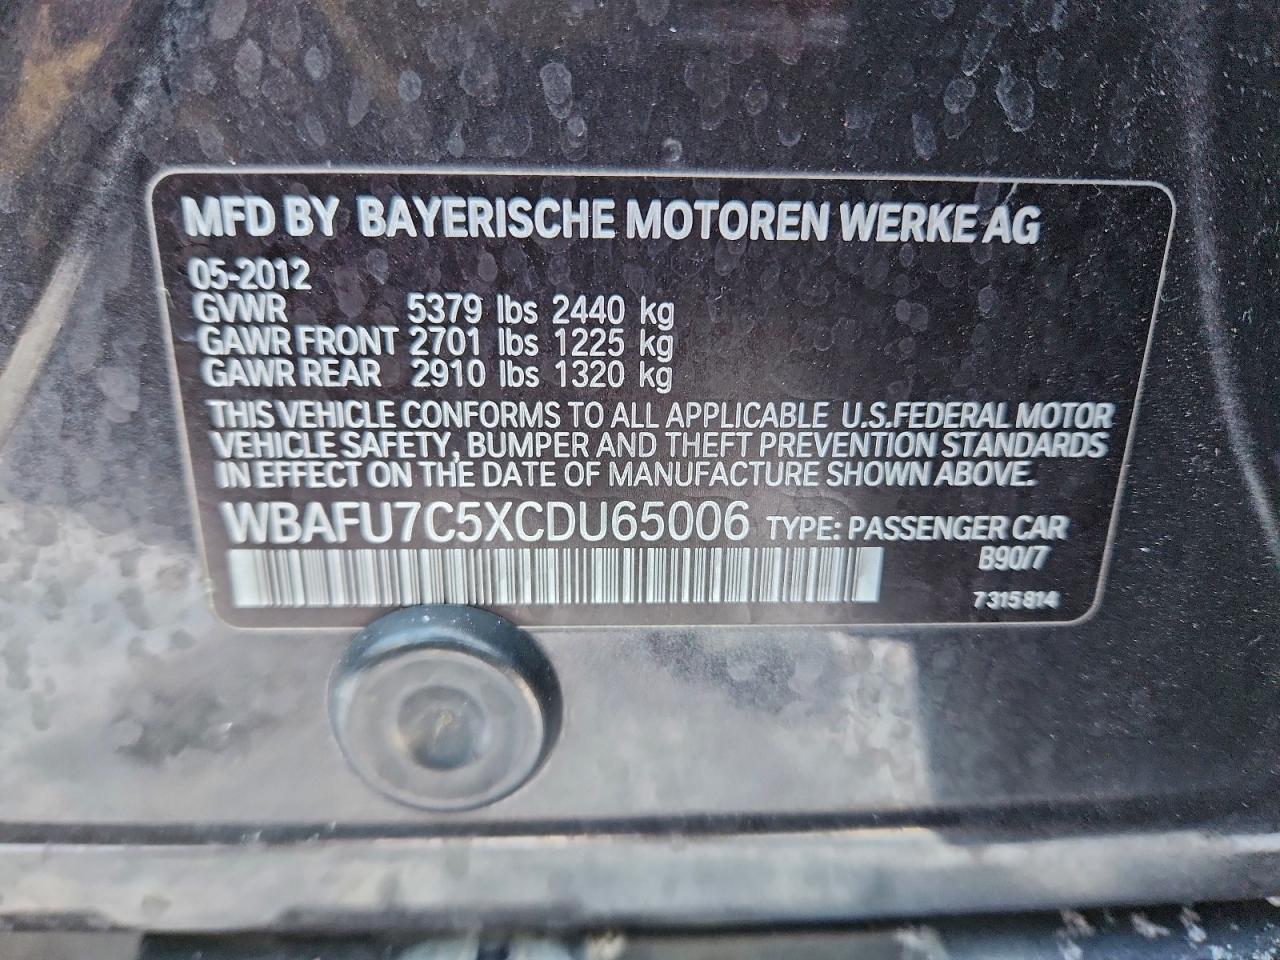 MFD BY BAYERISCHE MOTOREN WERKE AG
05-2012
GVWR 5379 lbs 2440 kg
GAWR FRONT 2701 lbs 1225 kg
GAWR REAR 2910 lbs 1320 kg
THIS VEHICLE CONFORMS TO ALL APPLICABLE U.S.FEDERAL MOTOR
VEHICLE SAFETY, BUMPER AND THEFT PREVENTION STANDARDS
IN EFFECT ON THE DATE OF MANUFACTURE SHOWN ABOVE.
WBAFU7C5XCDU65006 TYPE: PASSENGER CAR
B90/7
7315814